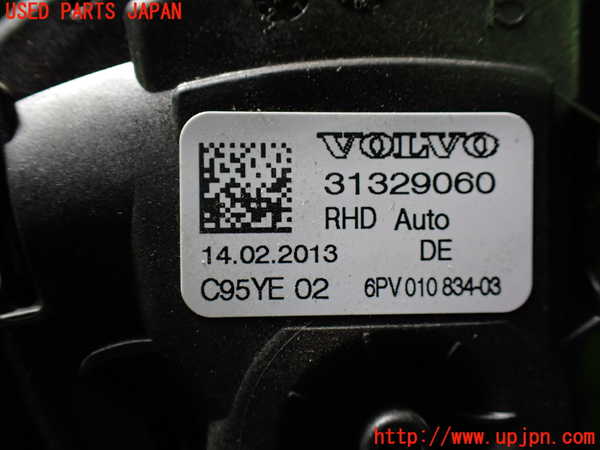 USED PARTS JAPAN
VOLVO
31329060
RHD Auto
14.02.2013 DE
C95YE 02 6PV 010 834-03
http://www.upjpn.com/